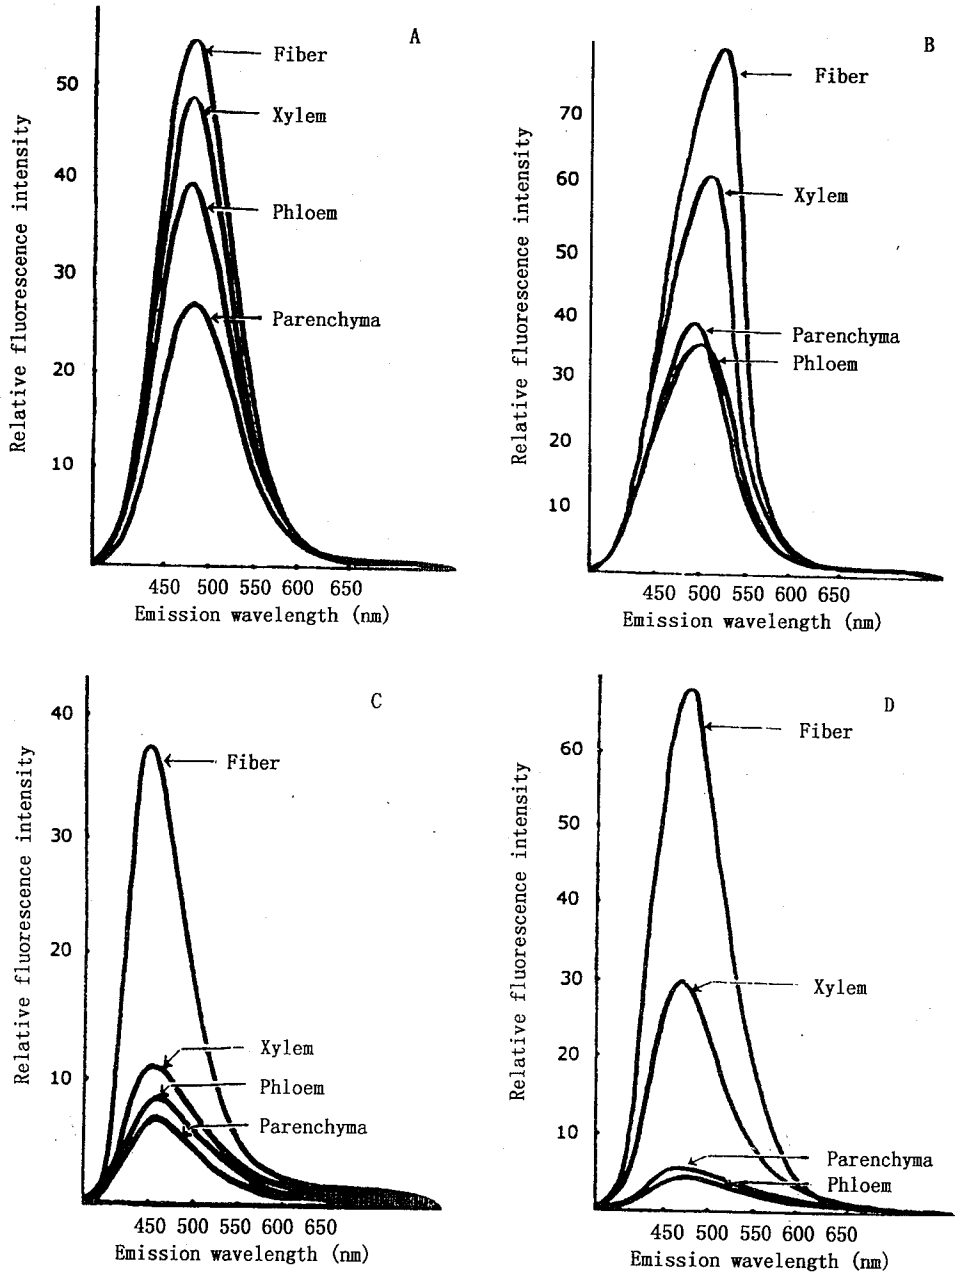 A
Relative fluorescence intensity
50
40
30
20
10
Fiber
Xylem
Phloem
Parenchyma
450 500 550 600 650
Emission wavelength (nm)
B
Relative fluorescence intensity
70
60
50
40
30
20
10
Fiber
Xylem
Parenchyma
Phloem
450 500 550 600 650
Emission wavelength (nm)
C
Relative fluorescence intensity
40
30
20
10
Fiber
Xylem
Phloem
Parenchyma
450 500 550 600 650
Emission wavelength (nm)
D
Relative fluorescence intensity
60
50
40
30
20
10
Fiber
Xylem
Parenchyma
Phloem
450 500 550 600 650
Emission wavelength (nm)